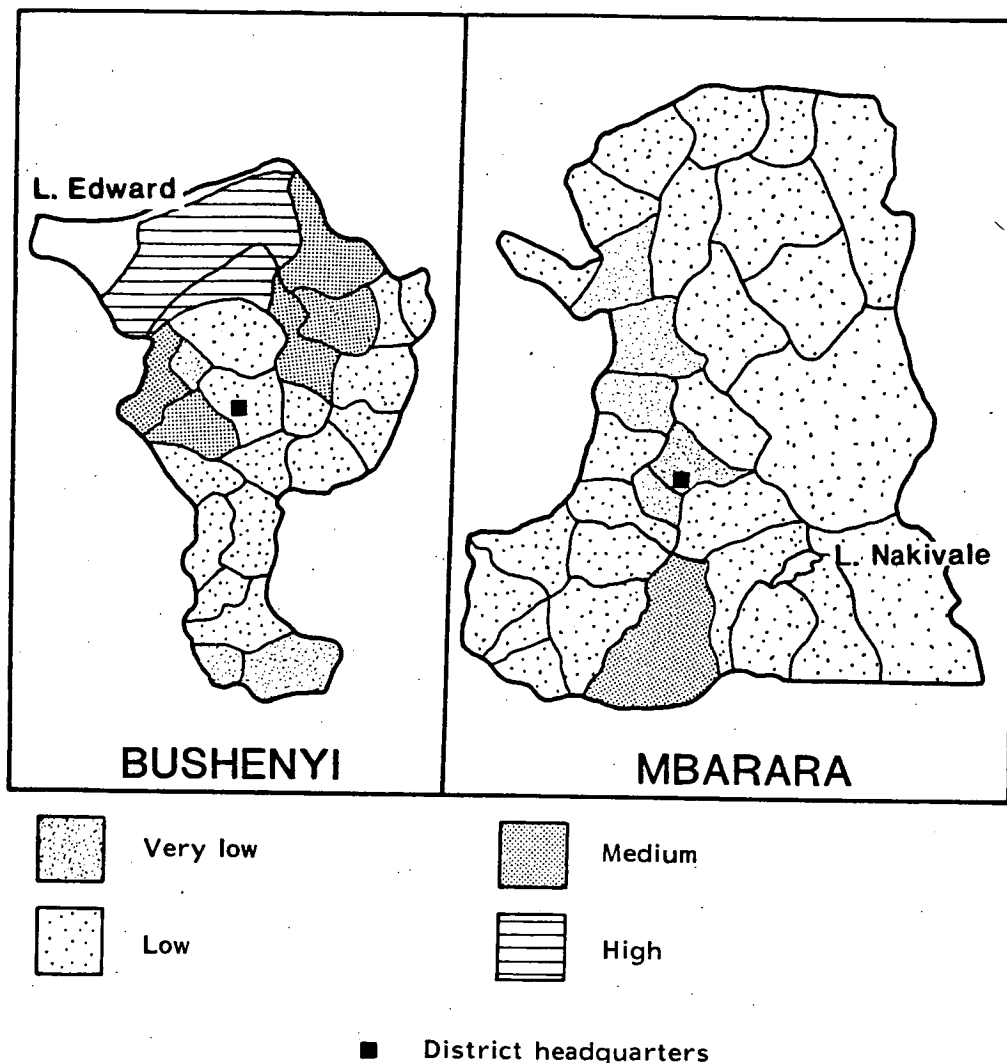 L. Edward
L. Nakivale
BUSHENYI
MBARARA
Very low
Medium
Low
High
District headquarters